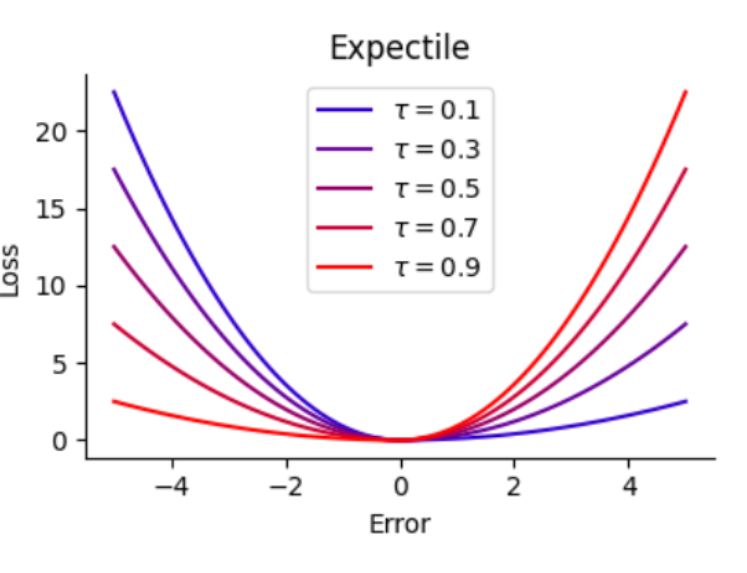 Expectile
τ = 0.1
τ = 0.3
τ = 0.5
τ = 0.7
τ = 0.9
20
15
10
5
0
Loss
−4 −2 0 2 4
Error